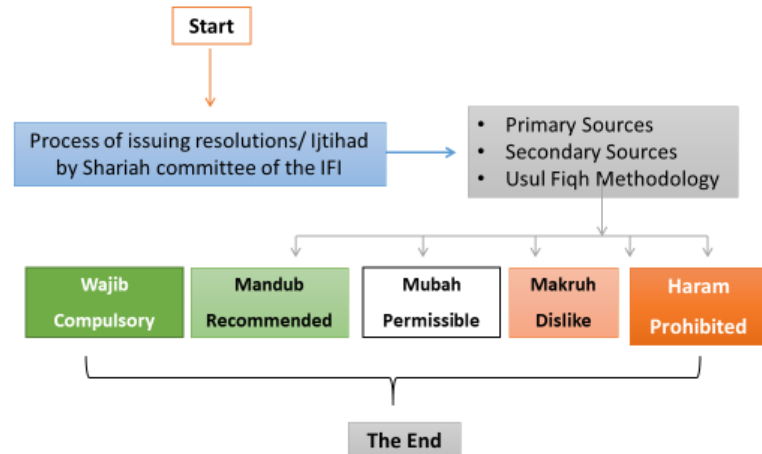 Start
Process of issuing resolutions/ Ijtihad
by Shariah committee of the IFI
• Primary Sources
• Secondary Sources
• Usul Fiqh Methodology
Wajib
Compulsory
Mandub
Recommended
Mubah
Permissible
Makruh
Dislike
Haram
Prohibited
The End